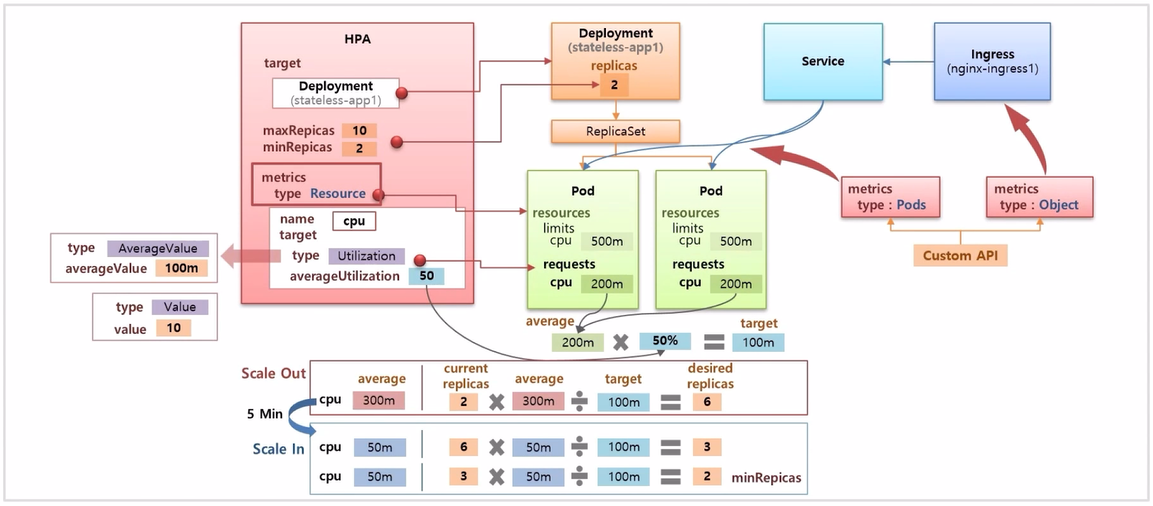 HPA
target
Deployment
(stateless-app1)
maxRepicas 10
minRepicas 2
metrics
type Resource
name cpu
target
type Utilization
averageUtilization 50
type AverageValue
averageValue 100m
type Value
value 10
Deployment
(stateless-app1)
replicas
2
ReplicaSet
Service
Ingress
(nginx-ingress1)
Pod
resources
limits
cpu 500m
requests
cpu 200m
Pod
resources
limits
cpu 500m
requests
cpu 200m
metrics
type : Pods
metrics
type : Object
Custom API
average
target
200m × 50% = 100m
Scale Out
average
current
replicas
average
target
desired
replicas
cpu 300m 2 × 300m ÷ 100m = 6
5 Min
Scale In
cpu 50m 6 × 50m ÷ 100m = 3
cpu 50m 3 × 50m ÷ 100m = 2 minRepicas